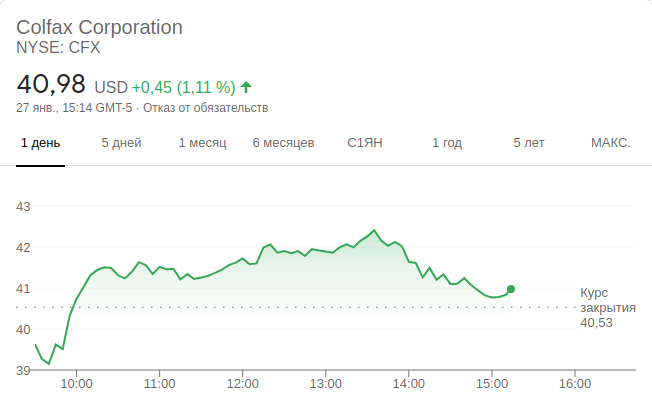 Colfax Corporation
NYSE: CFX
40,98 USD +0,45 (1,11 %)
27 янв., 15:14 GMT-5 · Отказ от обязательств
1 день 5 дней 1 месяц 6 месяцев С1ЯН 1 год 5 лет МАКС.
43
42
41
40
39
Курс
закрытия
40,53
10:00 11:00 12:00 13:00 14:00 15:00 16:00